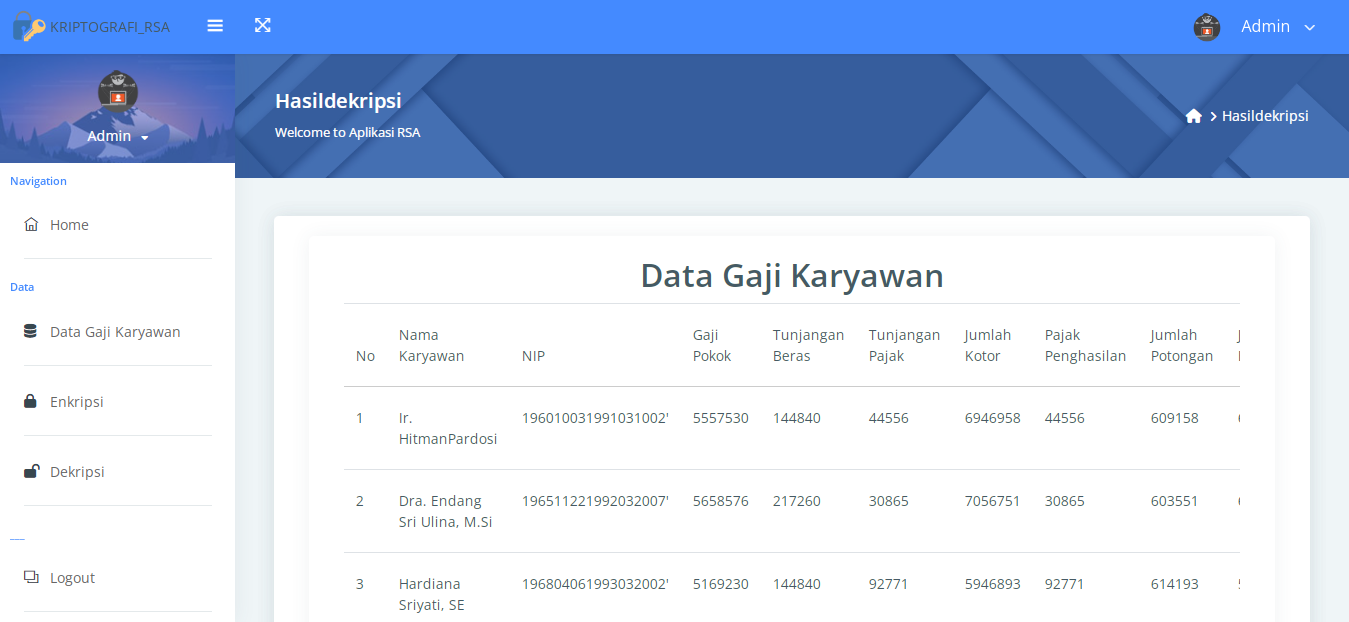 KRIPTOGRAFI_RSA
Admin
Admin
Hasildekripsi
Welcome to Aplikasi RSA
Hasildekripsi
Navigation
Home
Data
Data Gaji Karyawan
Enkripsi
Dekripsi
Logout
Data Gaji Karyawan
No Nama Karyawan NIP Gaji Pokok Tunjangan Beras Tunjangan Pajak Jumlah Kotor Pajak Penghasilan Jumlah Potongan
1 Ir. HitmanPardosi 196010031991031002' 5557530 144840 44556 6946958 44556 609158
2 Dra. Endang Sri Ulina, M.Si 196511221992032007' 5658576 217260 30865 7056751 30865 603551
3 Hardiana Sriyati, SE 196804061993032002' 5169230 144840 92771 5946893 92771 614193